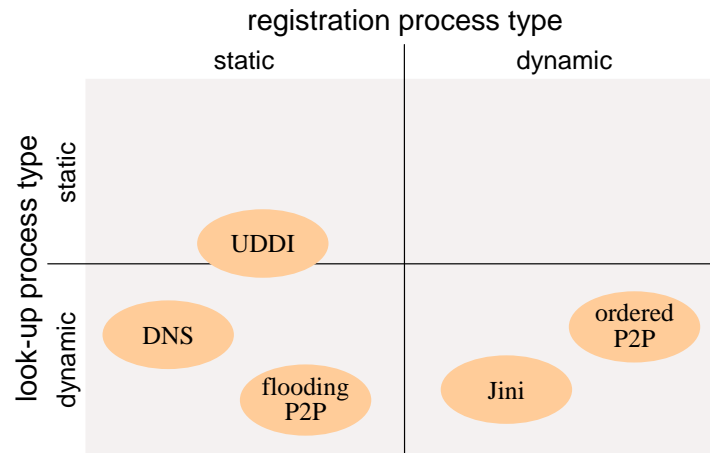 registration process type
static
dynamic
look-up process type
static
dynamic
UDDI
DNS
flooding
P2P
ordered
P2P
Jini